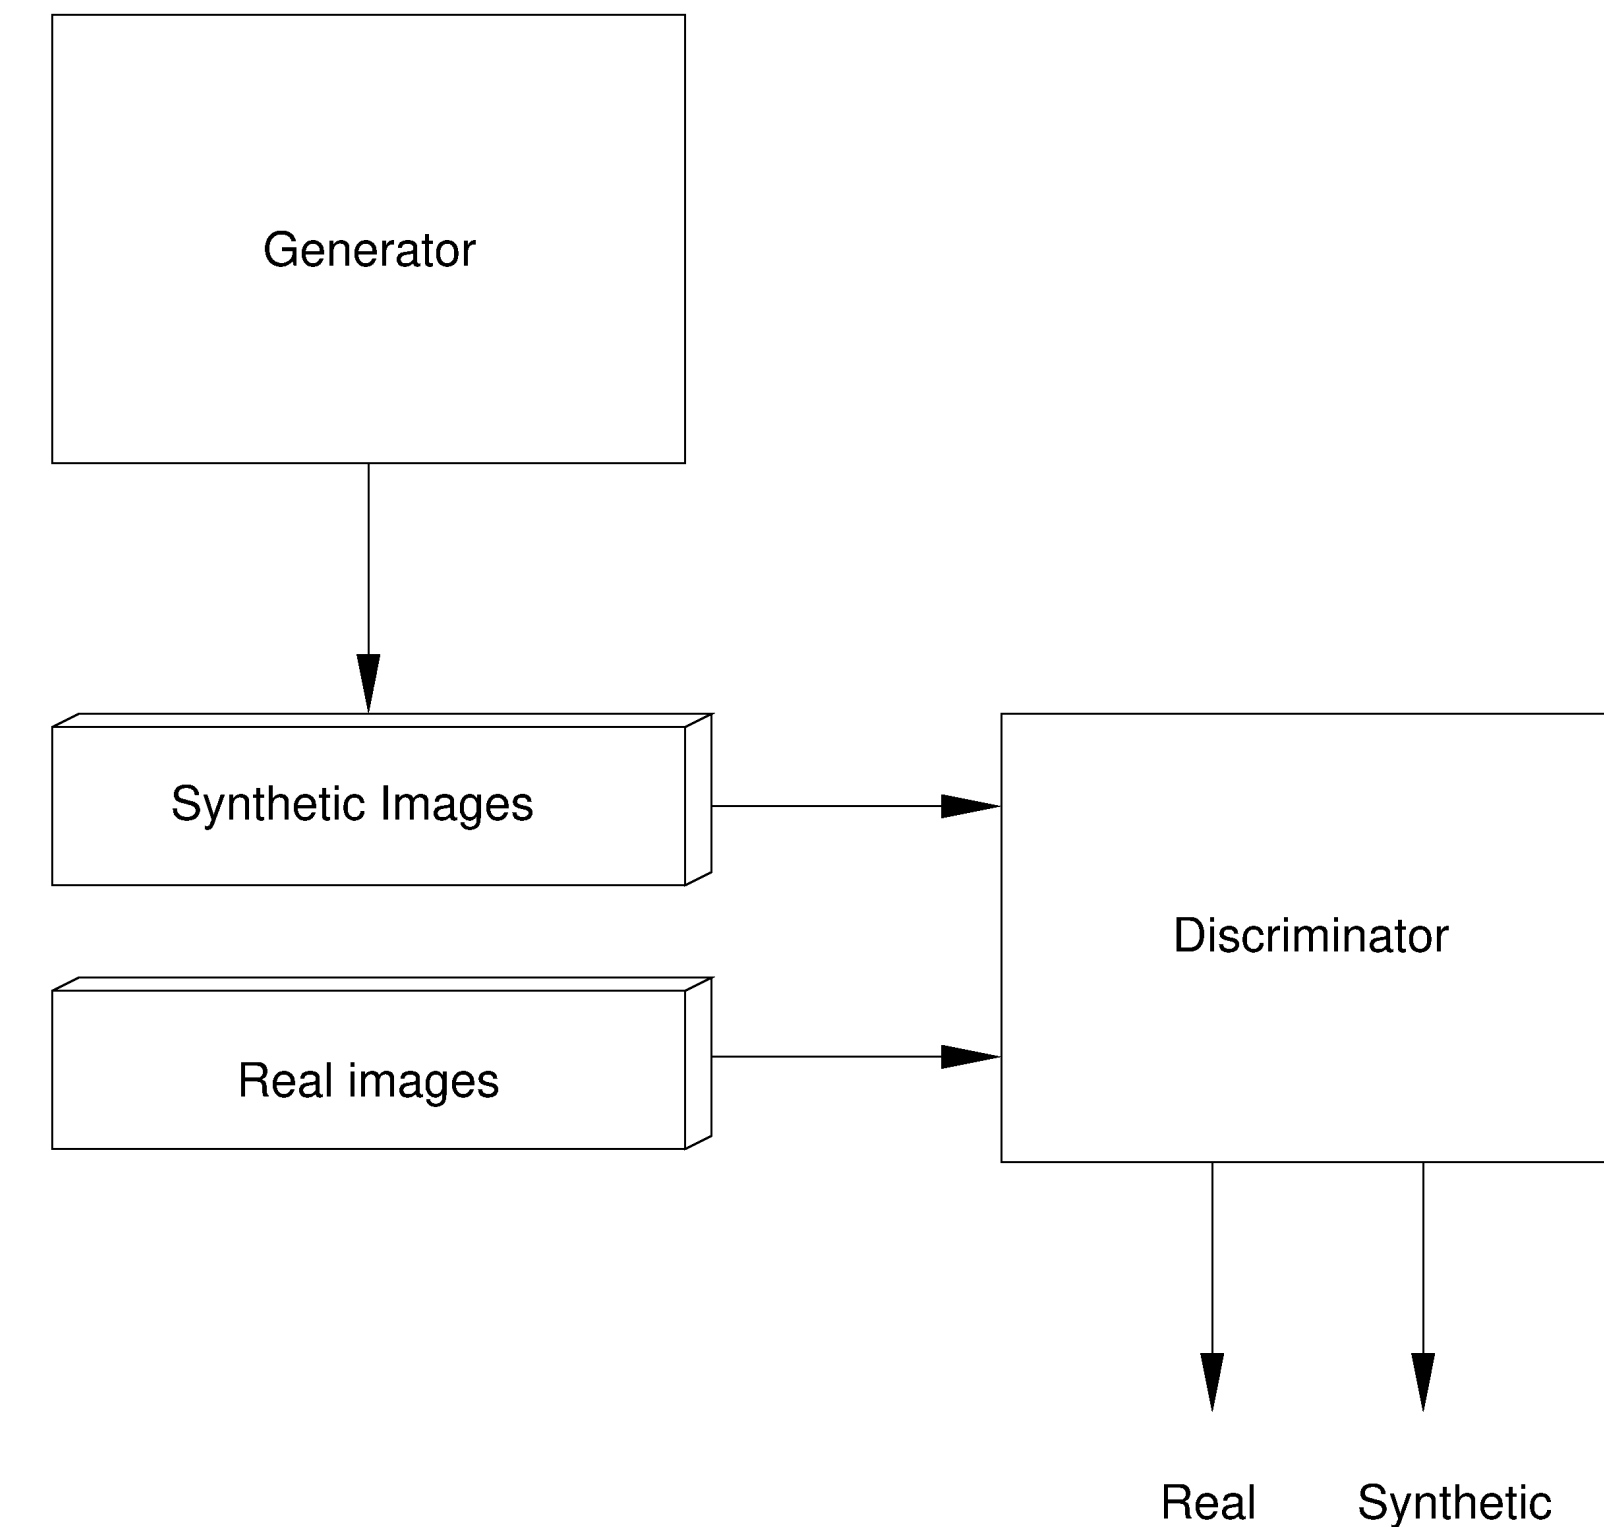 Generator
Synthetic Images
Discriminator
Real images
Real
Synthetic